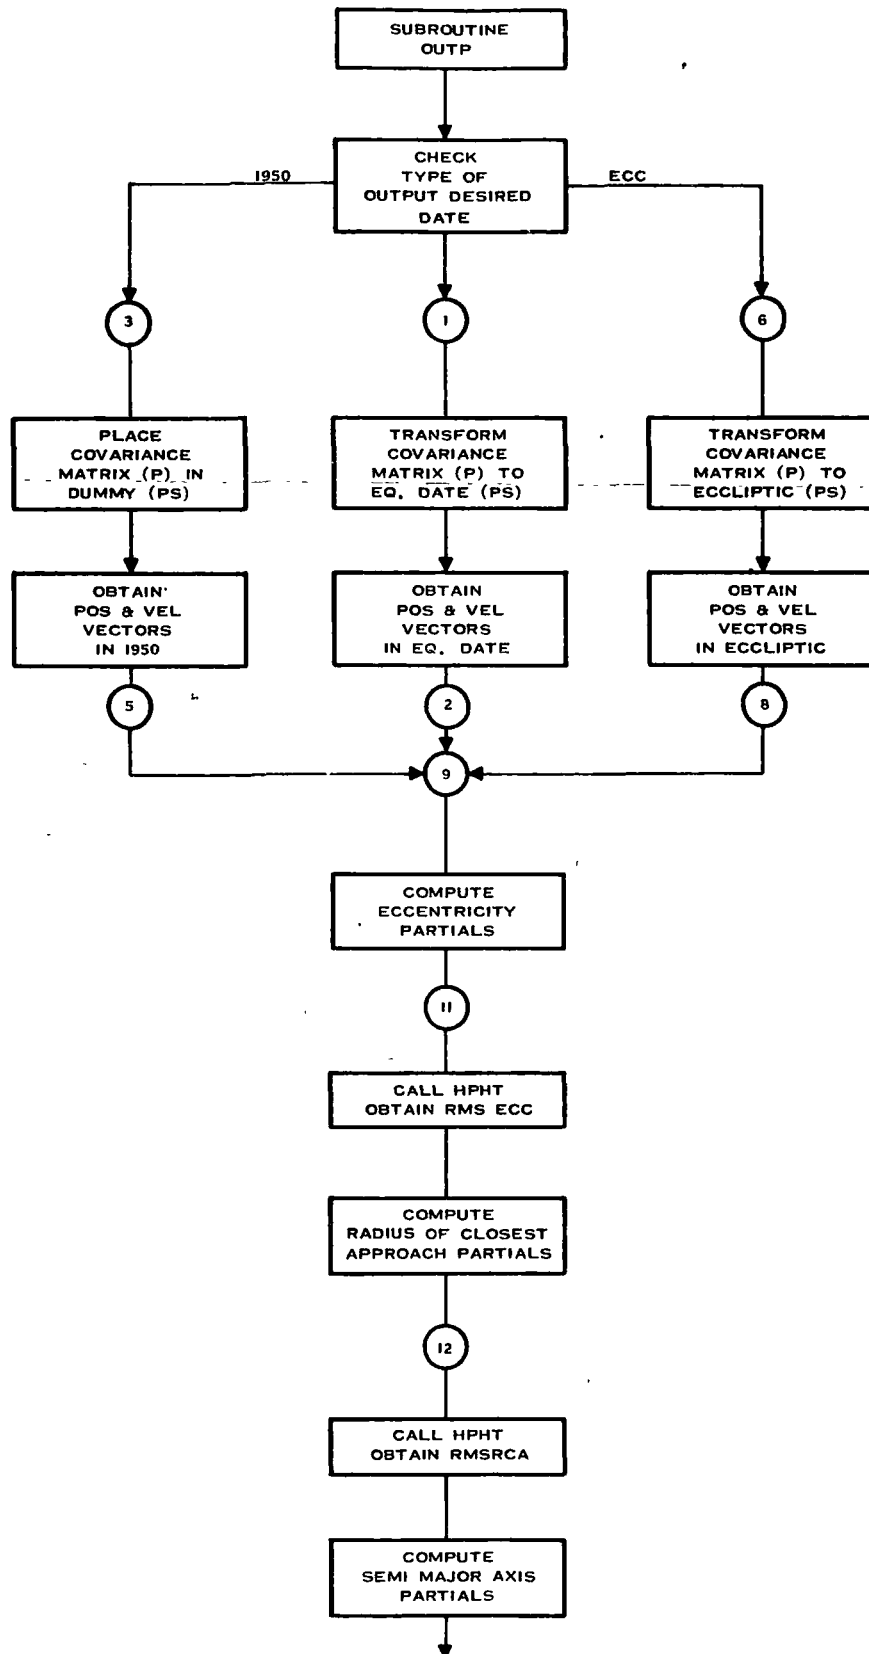 SUBROUTINE
OUTP
CHECK
TYPE OF
OUTPUT DESIRED
DATE
1950
ECC
3
1
6
PLACE
COVARIANCE
MATRIX (P) IN
DUMMY (PS)
TRANSFORM
COVARIANCE
MATRIX (P) TO
EQ. DATE (PS)
TRANSFORM
COVARIANCE
MATRIX (P) TO
ECCLIPTIC (PS)
OBTAIN
POS & VEL
VECTORS
IN 1950
OBTAIN
POS & VEL
VECTORS
IN EQ. DATE
OBTAIN
POS & VEL
VECTORS
IN ECCLIPTIC
5
2
8
9
COMPUTE
ECCENTRICITY
PARTIALS
11
CALL HPHT
OBTAIN RMS ECC
COMPUTE
RADIUS OF CLOSEST
APPROACH PARTIALS
12
CALL HPHT
OBTAIN RMSRCA
COMPUTE
SEMI MAJOR AXIS
PARTIALS